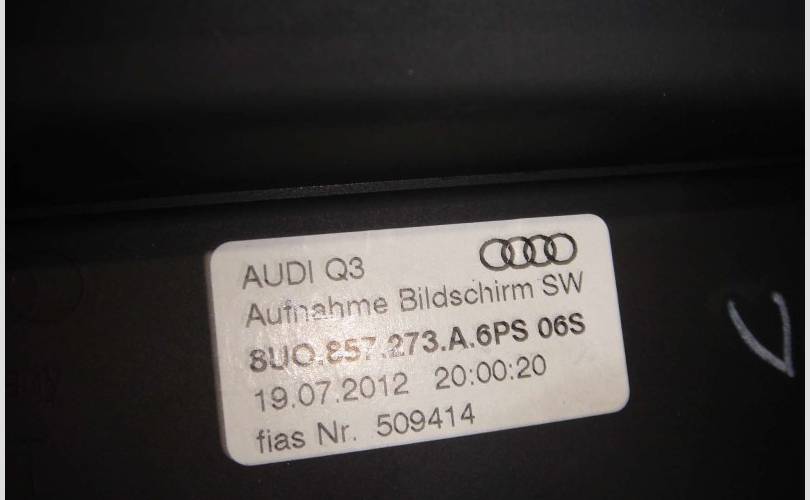 AUDI Q3
Aufnahme Bildschirm SW
8U0.857.273.A.6PS 06S
19.07.2012 20:00:20
fias Nr. 509414